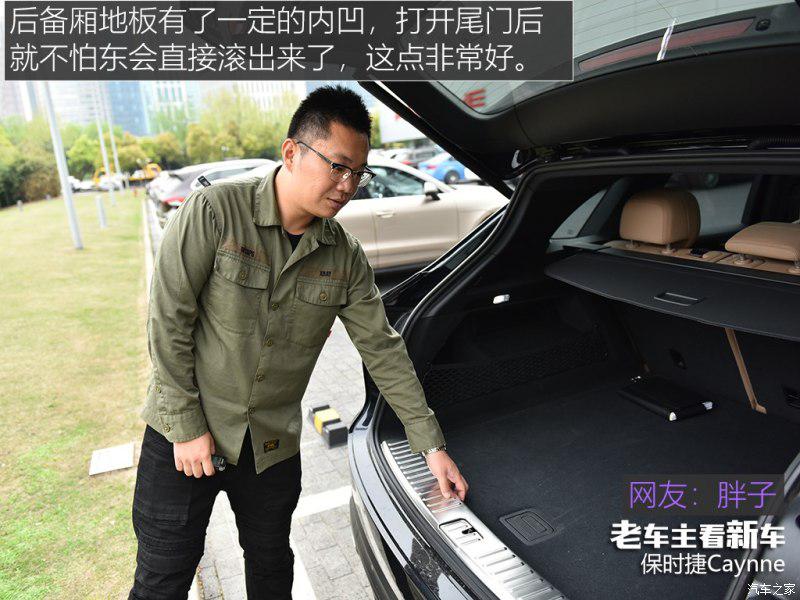 后备厢地板有了一定的内凹，打开尾门后
就不怕东会直接滚出来了，这点非常好。
网友：胖子
老车主看新车
保时捷Caynne
汽车之家